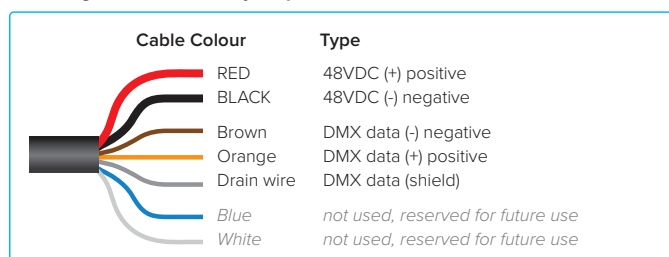 Cable Colour Type
RED 48VDC (+) positive
BLACK 48VDC (-) negative
Brown DMX data (-) negative
Orange DMX data (+) positive
Drain wire DMX data (shield)
Blue not used, reserved for future use
White not used, reserved for future use